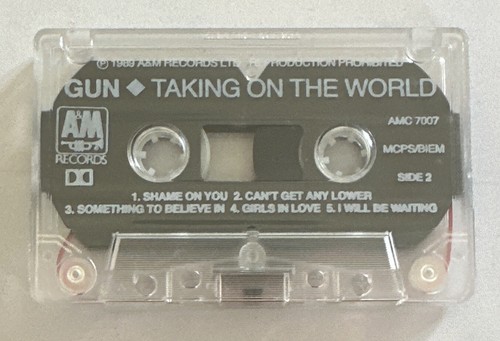 ℗ 1989 A&M RECORDS LTD. REPRODUCTION PROHIBITED
GUN ◆ TAKING ON THE WORLD
A&M
RECORDS
AMC 7007
MCPS/BIEM
SIDE 2
1. SHAME ON YOU 2. CAN'T GET ANY LOWER
3. SOMETHING TO BELIEVE IN 4. GIRLS IN LOVE 5. I WILL BE WAITING